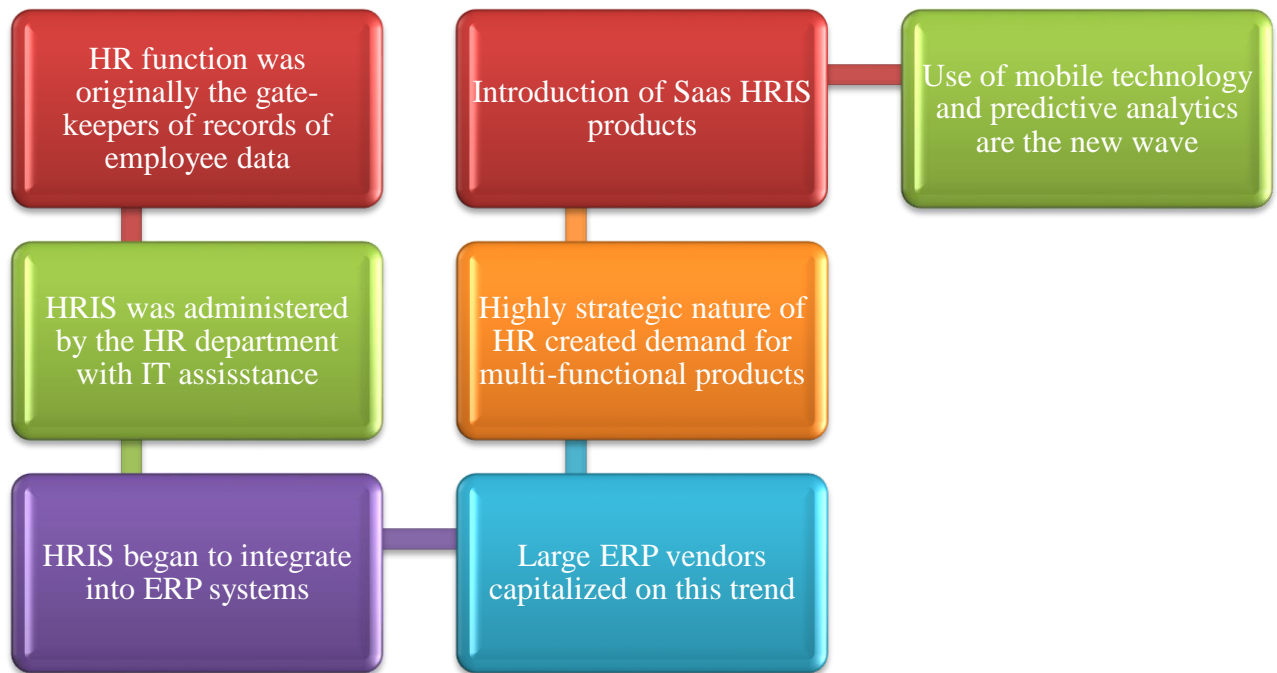 HR function was
originally the gate-
keepers of records of
employee data
HRIS was administered
by the HR department
with IT assisstance
HRIS began to integrate
into ERP systems
Large ERP vendors
capitalized on this trend
Highly strategic nature of
HR created demand for
multi-functional products
Introduction of Saas HRIS
products
Use of mobile technology
and predictive analytics
are the new wave